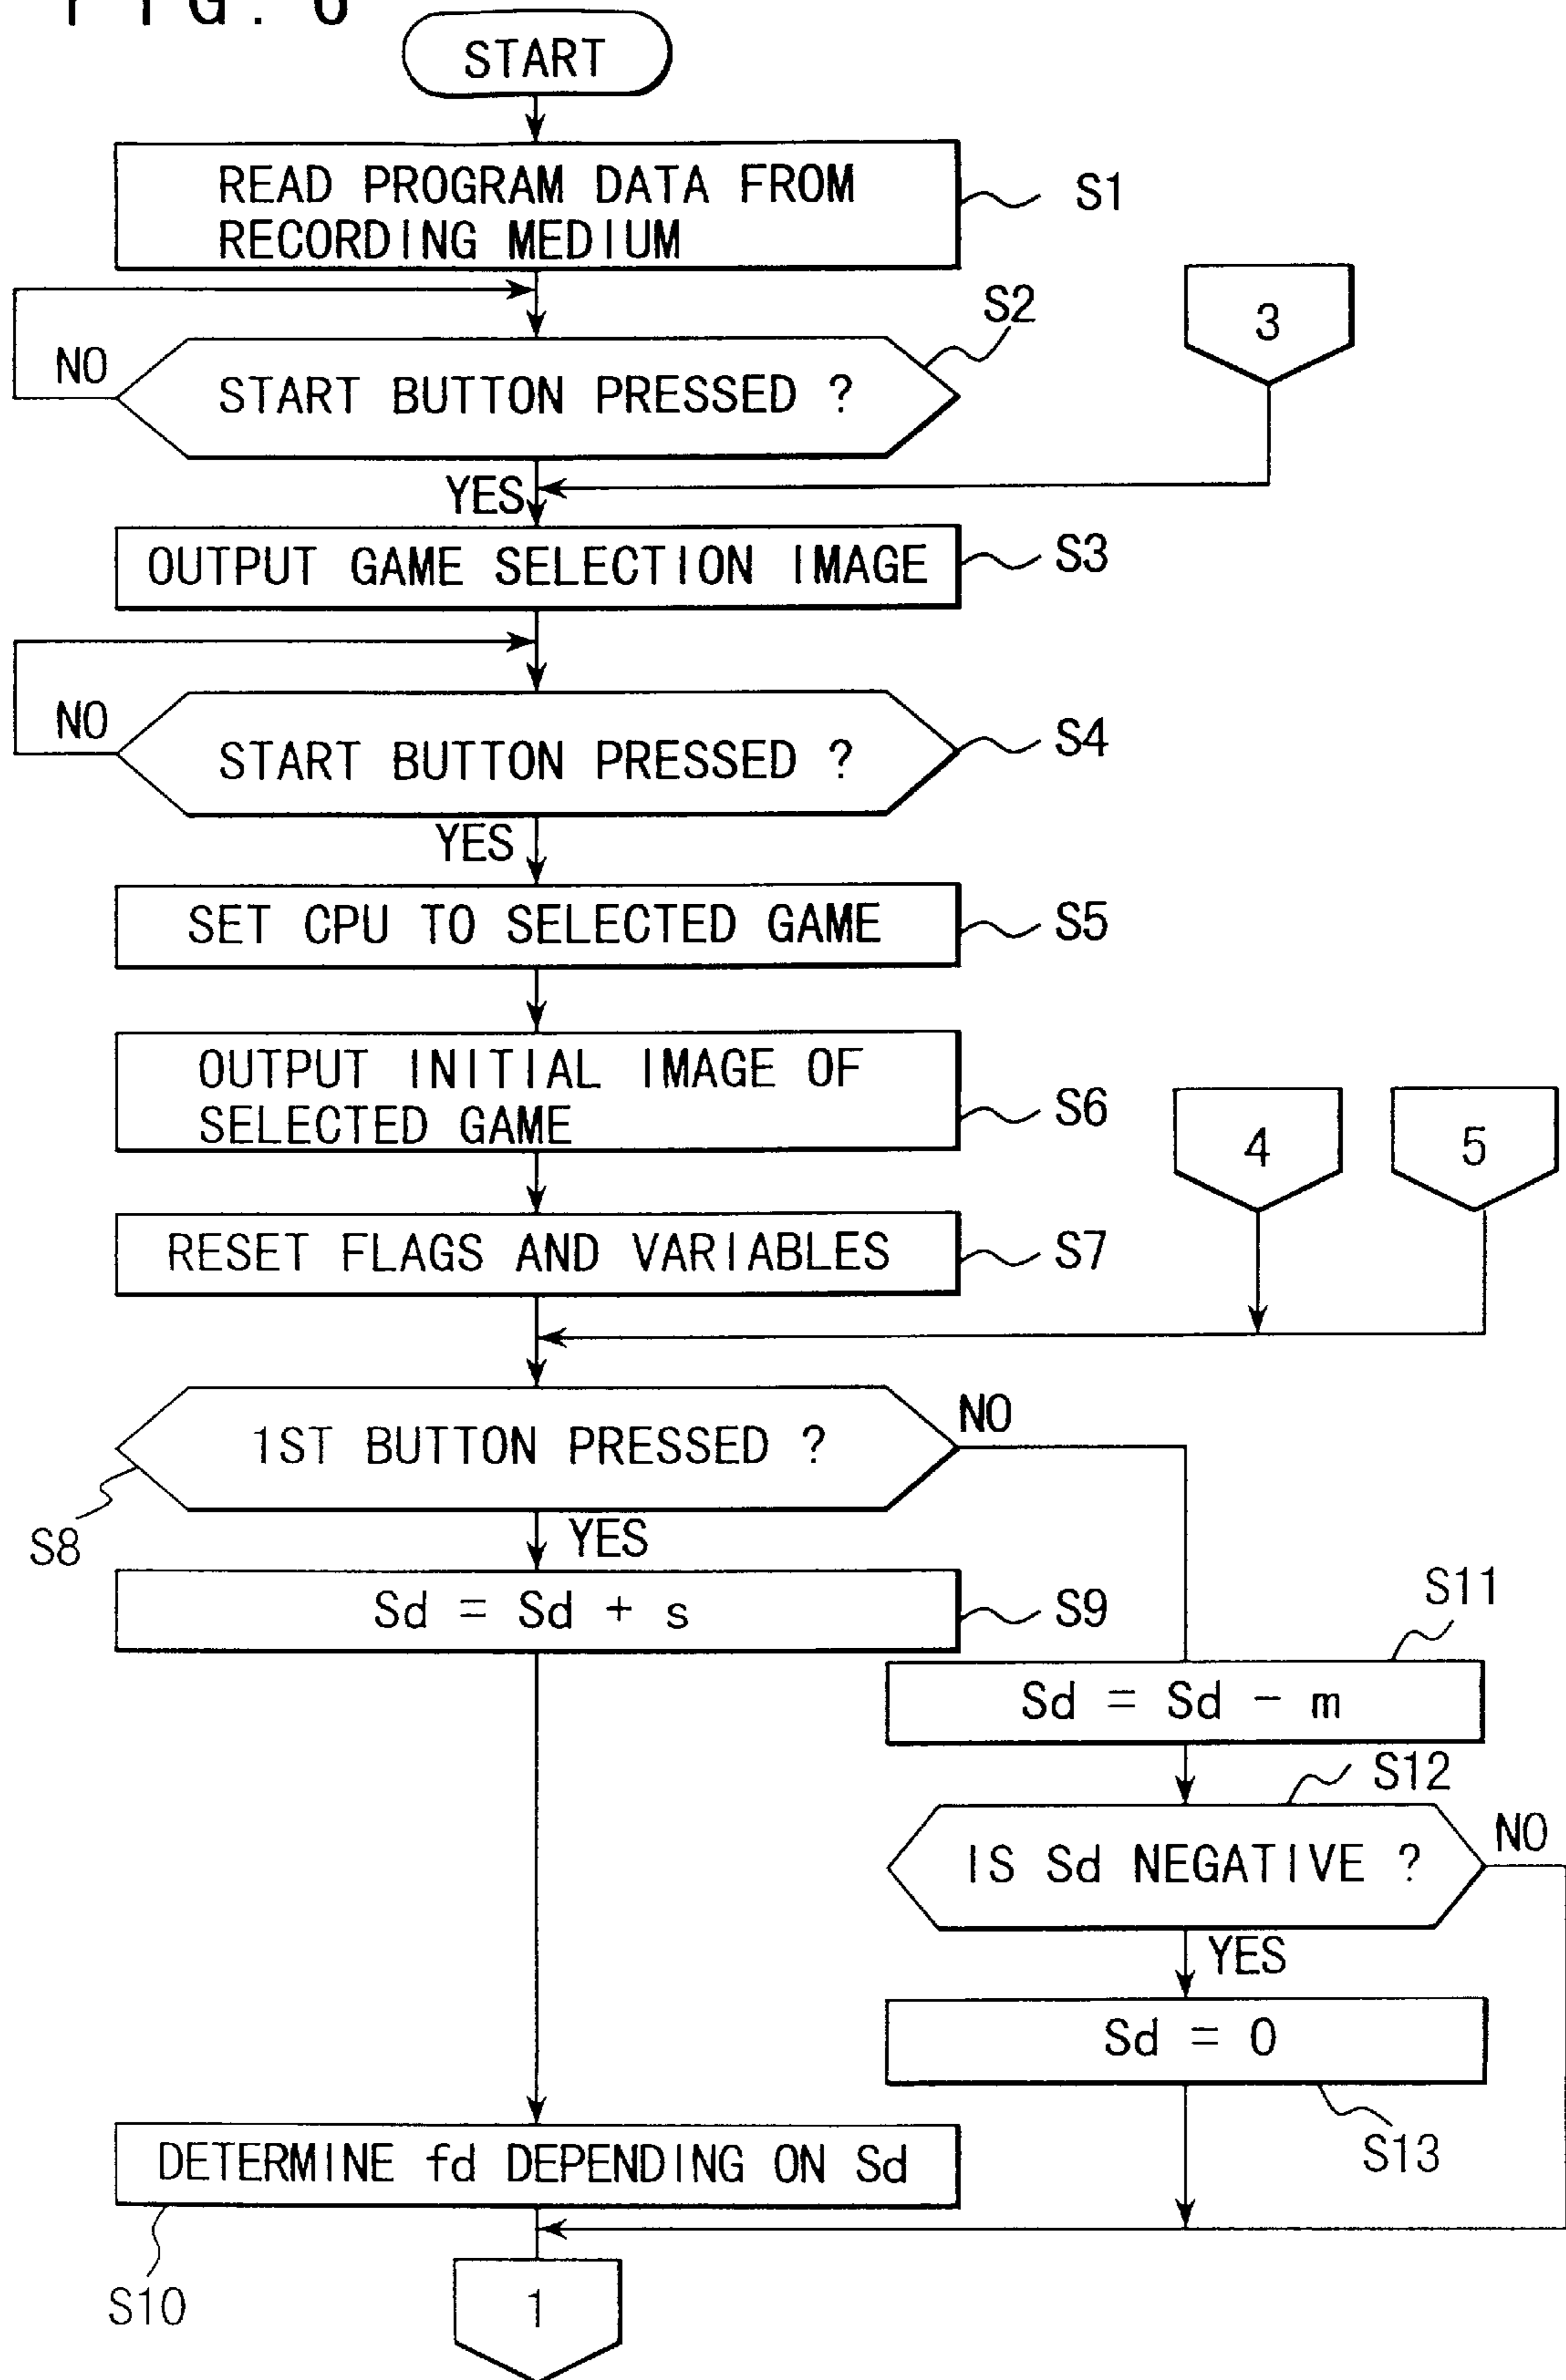 FIG. 6
START
READ PROGRAM DATA FROM
RECORDING MEDIUM
S1
S2
3
NO
START BUTTON PRESSED ?
YES
OUTPUT GAME SELECTION IMAGE
S3
NO
START BUTTON PRESSED ?
S4
YES
SET CPU TO SELECTED GAME
S5
OUTPUT INITIAL IMAGE OF
SELECTED GAME
S6
4
5
RESET FLAGS AND VARIABLES
S7
1ST BUTTON PRESSED ?
NO
S8
YES
Sd = Sd + s
S9
S11
Sd = Sd - m
S12
IS Sd NEGATIVE ?
NO
YES
Sd = 0
S13
DETERMINE fd DEPENDING ON Sd
S10
1